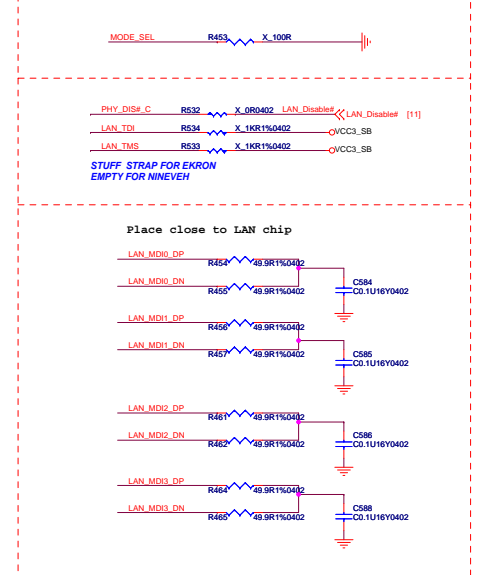 MODE_SEL R453 X_100R
PHY_DIS#_C R532 X_0R0402 LAN_Disable# LAN_Disable# [11]
LAN_TDI R534 X_1KR1%0402 VCC3_SB
LAN_TMS R533 X_1KR1%0402 VCC3_SB
STUFF STRAP FOR EKRON
EMPTY FOR NINEVEH
Place close to LAN chip
LAN_MDI0_DP
R454 49.9R1%0402
LAN_MDI0_DN
R455 49.9R1%0402
C584
C0.1U16Y0402
LAN_MDI1_DP
R456 49.9R1%0402
LAN_MDI1_DN
R457 49.9R1%0402
C585
C0.1U16Y0402
LAN_MDI2_DP
R461 49.9R1%0402
LAN_MDI2_DN
R462 49.9R1%0402
C586
C0.1U16Y0402
LAN_MDI3_DP
R464 49.9R1%0402
LAN_MDI3_DN
R465 49.9R1%0402
C588
C0.1U16Y0402